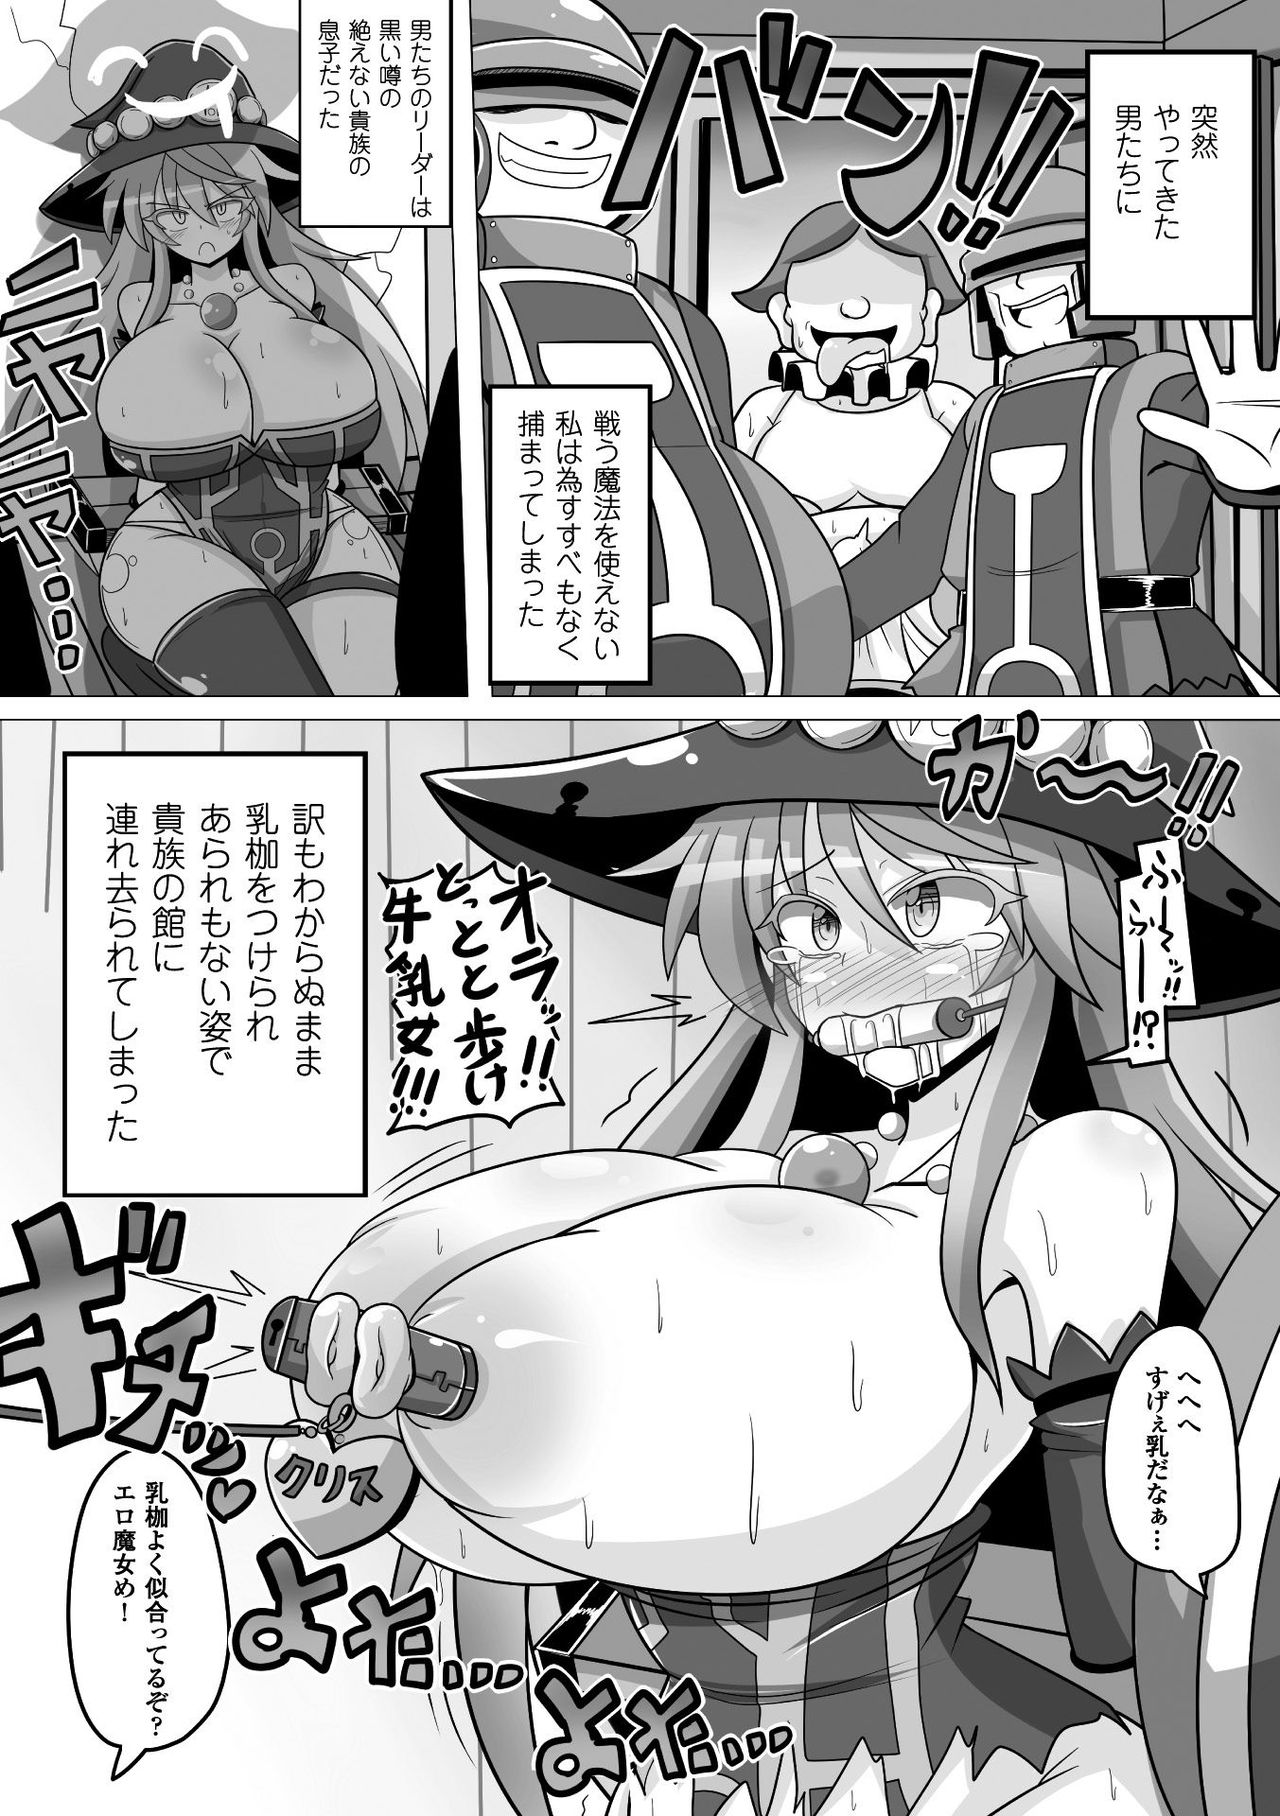 突然
やってきた
男たちに
バンッ!!
戦う魔法を使えない
私は為すすべもなく
捕まってしまった
男たちのリーダーは
黒い噂の
絶えない貴族の
息子だった
ニヤニヤ…
ガ〜〜!!
ふーっ
ふーーっ!?
オラッ!!
とっとと歩け
牛乳女!!!
訳もわからぬまま
乳枷をつけられ
あられもない姿で
貴族の館に
連れ去られてしまった
ギチッ♡
クリス
へへへ
すげぇ乳だなぁ…
乳枷よく似合ってるぞ?
エロ魔女め!
よた…
よた…